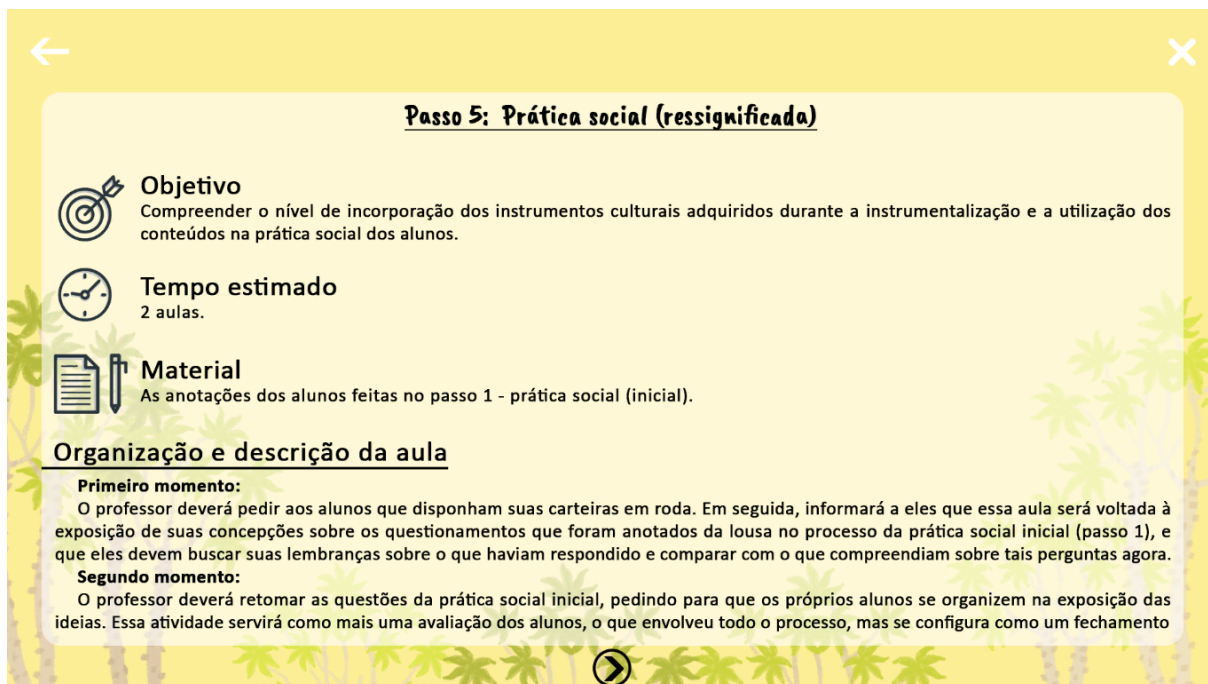 Passo 5: Prática social (ressignificada)
Objetivo
Compreender o nível de incorporação dos instrumentos culturais adquiridos durante a instrumentalização e a utilização dos
conteúdos na prática social dos alunos.
Tempo estimado
2 aulas.
Material
As anotações dos alunos feitas no passo 1 - prática social (inicial).
Organização e descrição da aula
Primeiro momento:
O professor deverá pedir aos alunos que disponham suas carteiras em roda. Em seguida, informará a eles que essa aula será voltada à
exposição de suas concepções sobre os questionamentos que foram anotados da lousa no processo da prática social inicial (passo 1), e
que eles devem buscar suas lembranças sobre o que haviam respondido e comparar com o que compreendiam sobre tais perguntas agora.
Segundo momento:
O professor deverá retomar as questões da prática social inicial, pedindo para que os próprios alunos se organizem na exposição das
ideias. Essa atividade servirá como mais uma avaliação dos alunos, o que envolveu todo o processo, mas se configura como um fechamento